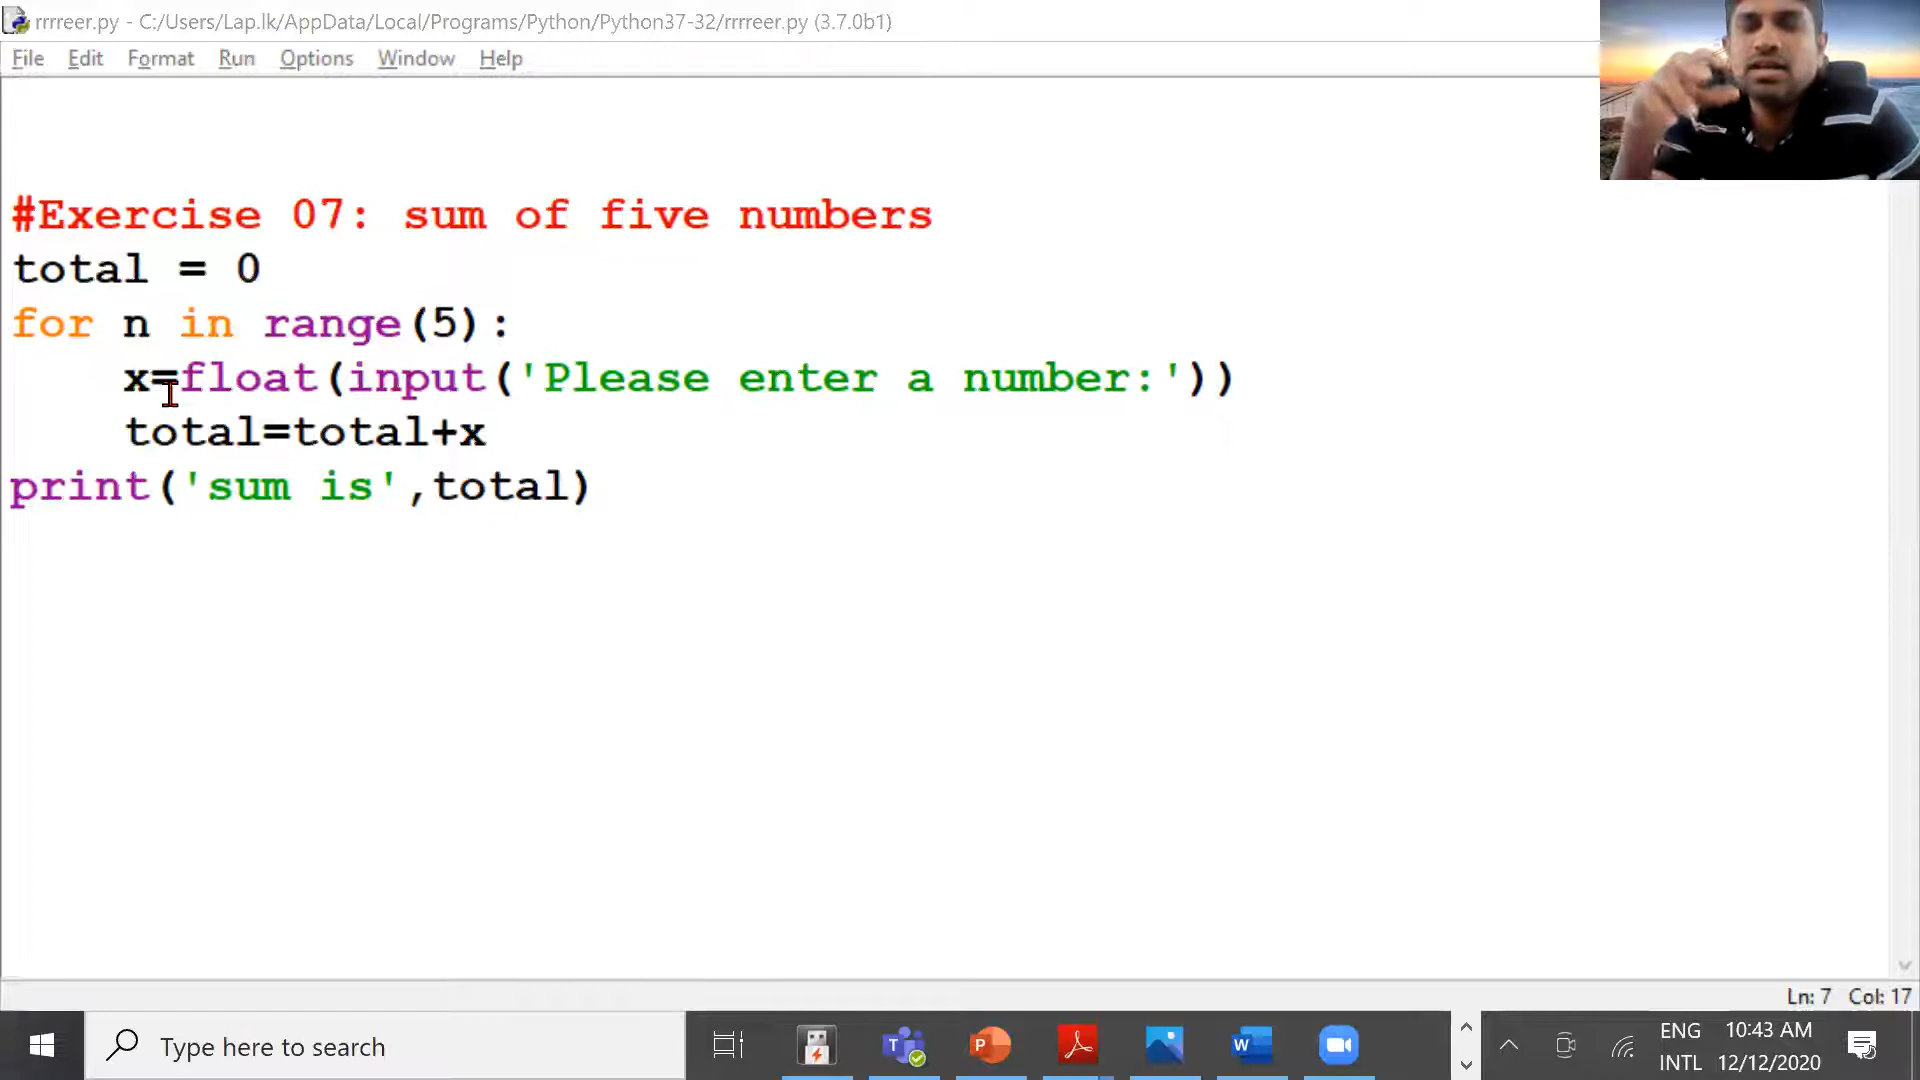 rrrreer.py - C:/Users/Lap.lk/AppData/Local/Programs/Python/Python37-32/rrrreer.py (3.7.0b1)
File Edit Format Run Options Window Help
#Exercise 07: sum of five numbers
total = 0
for n in range(5):
    x=float(input('Please enter a number:'))
    total=total+x
print('sum is',total)
Ln: 7 Col: 17
Type here to search
ENG 10:43 AM
INTL 12/12/2020